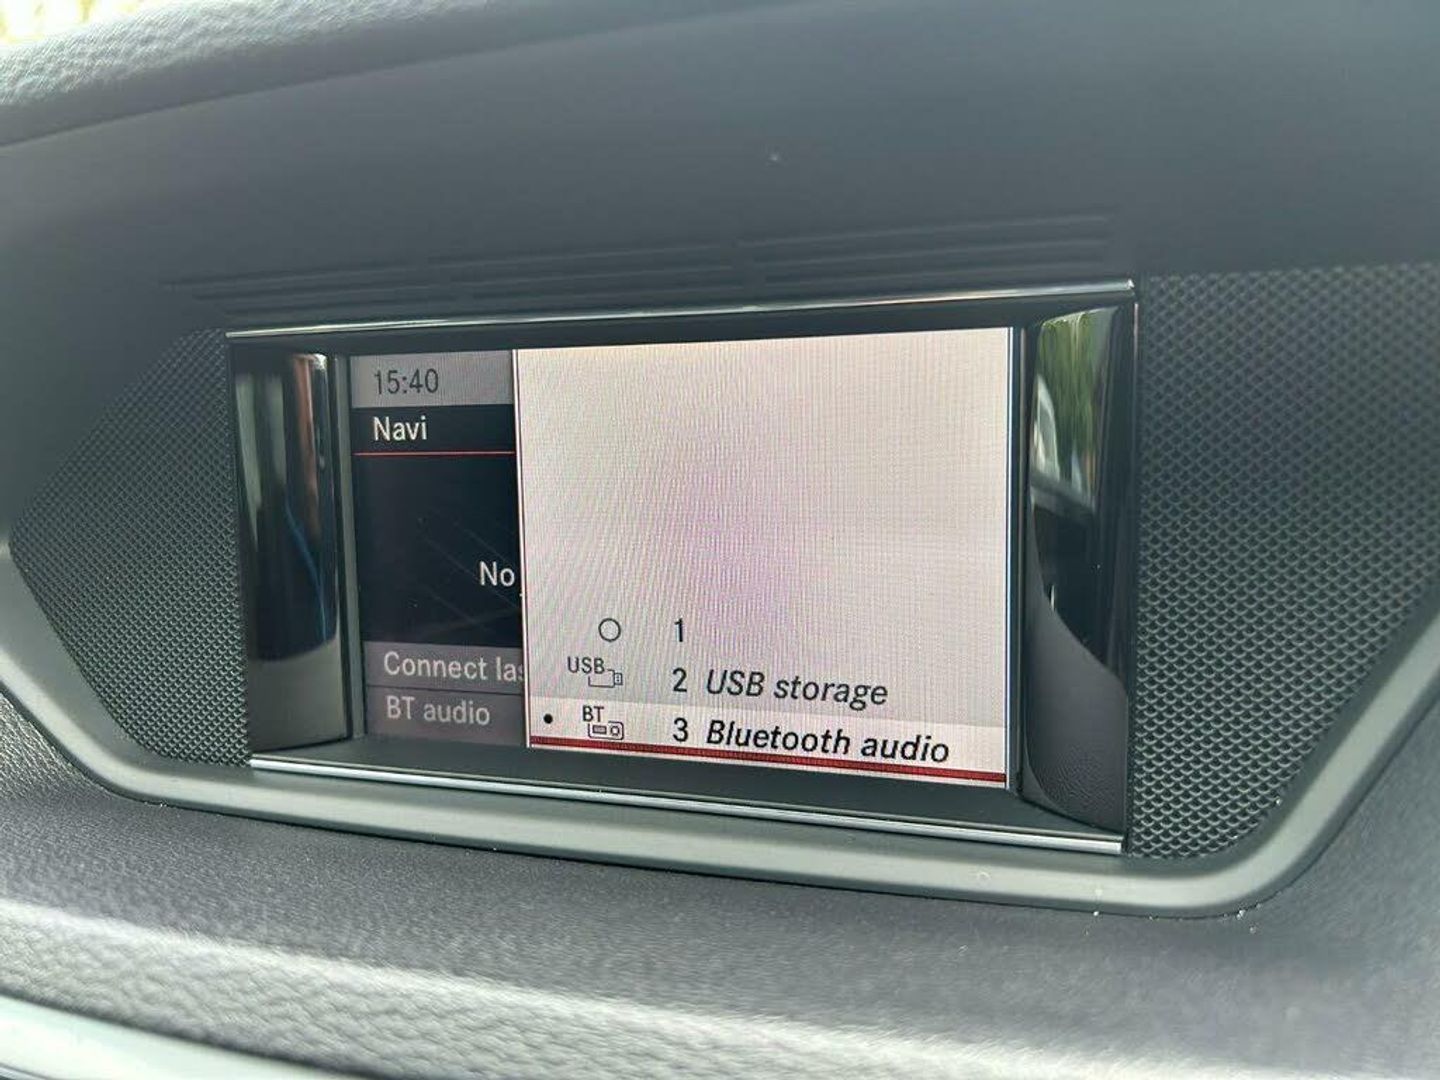 15:40
Navi
No
1
Connect las
USB 2 USB storage
BT audio
BT 3 Bluetooth audio